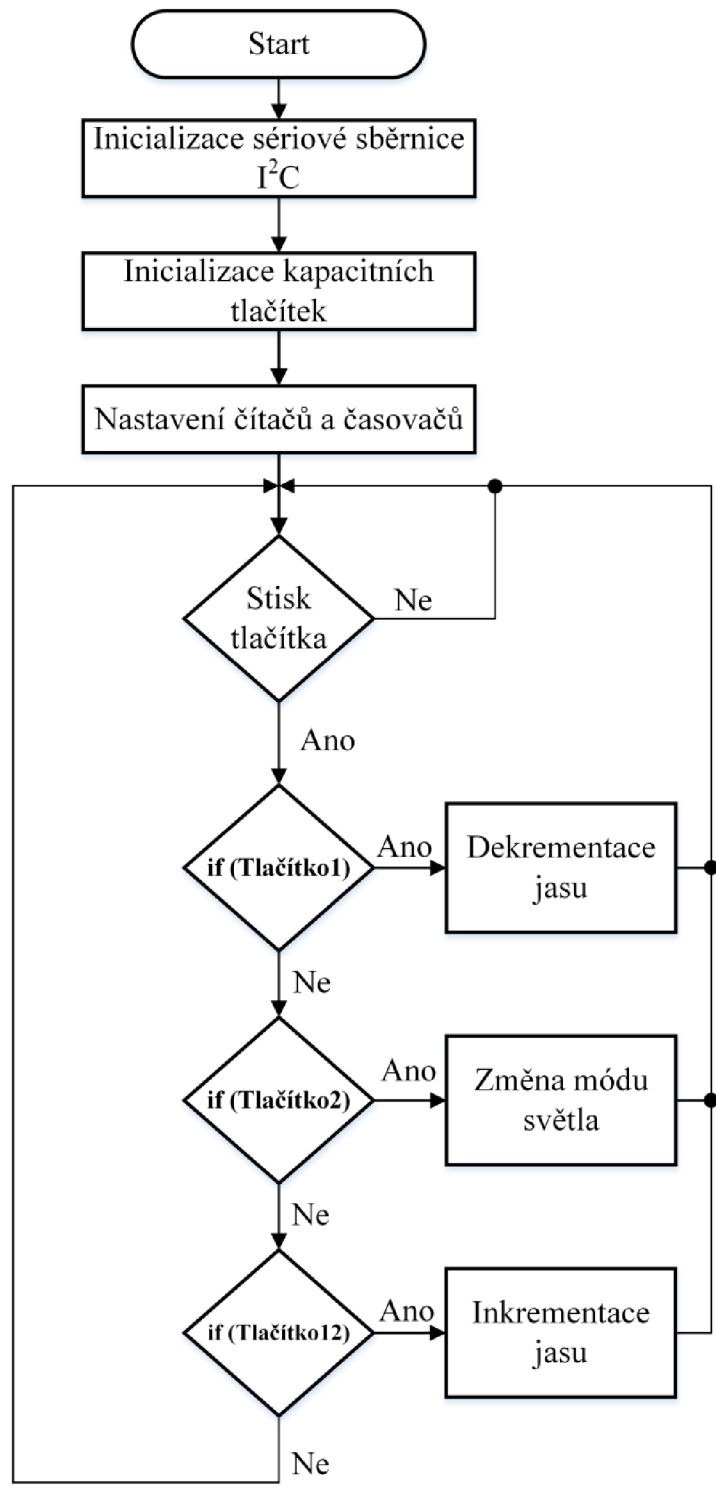 Start
Inicializace sériové sběrnice
I²C
Inicializace kapacitních
tlačítek
Nastavení čítačů a časovačů
Stisk
tlačítka
Ne
Ano
if (Tlačítko1)
Ano
Dekrementace
jasu
Ne
if (Tlačítko2)
Ano
Změna módu
světla
Ne
if (Tlačítko12)
Ano
Inkrementace
jasu
Ne